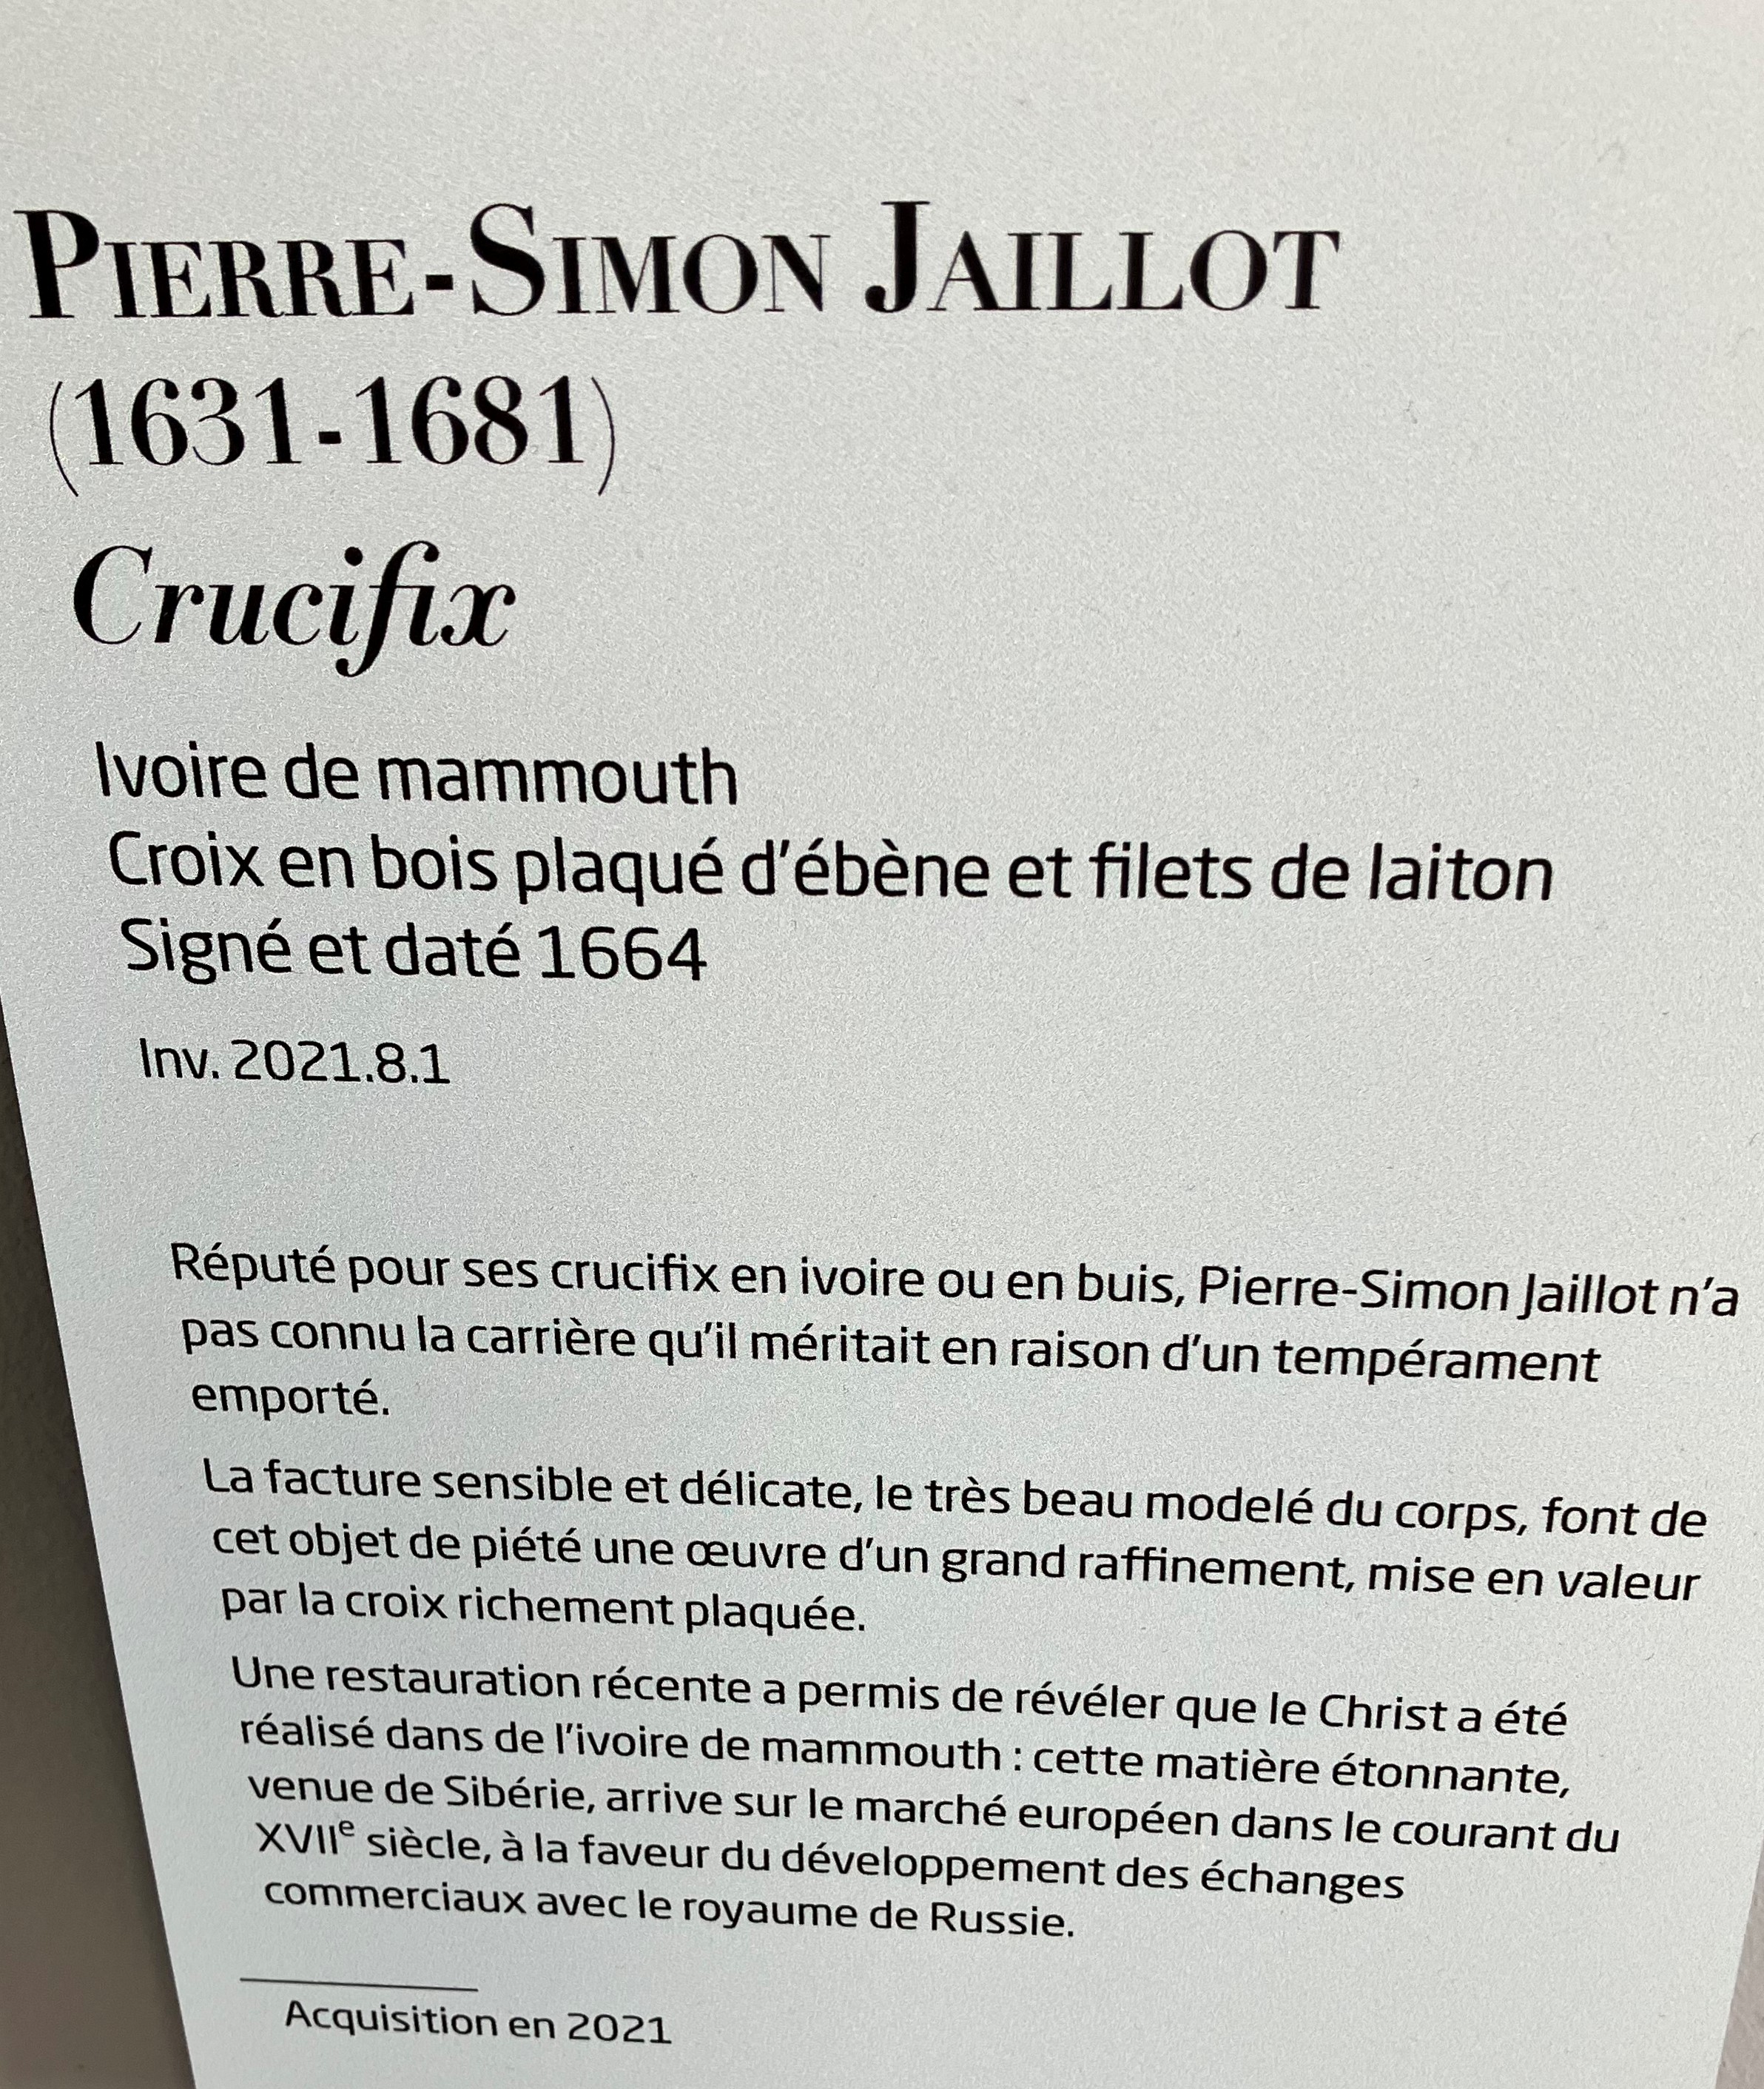 PIERRE-SIMON JAILLOT
(1631-1681)
Crucifix
Ivoire de mammouth
Croix en bois plaqué d'ébène et filets de laiton
Signé et daté 1664
Inv. 2021.8.1
Réputé pour ses crucifix en ivoire ou en buis, Pierre-Simon Jaillot n'a
pas connu la carrière qu'il méritait en raison d'un tempérament
emporté.
La facture sensible et délicate, le très beau modelé du corps, font de
cet objet de piété une œuvre d'un grand raffinement, mise en valeur
par la croix richement plaquée.
Une restauration récente a permis de révéler que le Christ a été
réalisé dans de l'ivoire de mammouth : cette matière étonnante,
venue de Sibérie, arrive sur le marché européen dans le courant du
XVIIe siècle, à la faveur du développement des échanges
commerciaux avec le royaume de Russie.
Acquisition en 2021